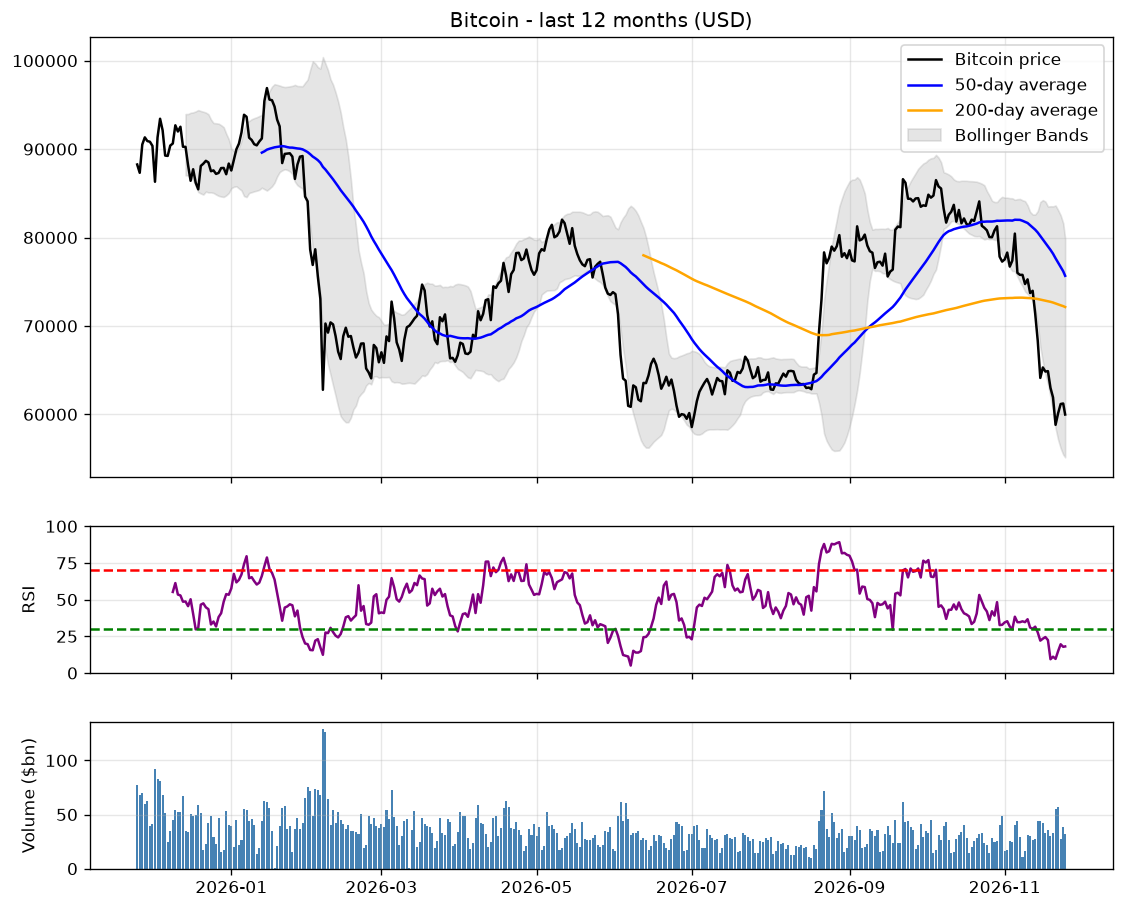 Bitcoin - last 12 months (USD)
100000
90000
80000
70000
60000
Bitcoin price
50-day average
200-day average
Bollinger Bands
100
75
50
25
0
RSI
100
50
0
Volume ($bn)
2026-01
2026-03
2026-05
2026-07
2026-09
2026-11